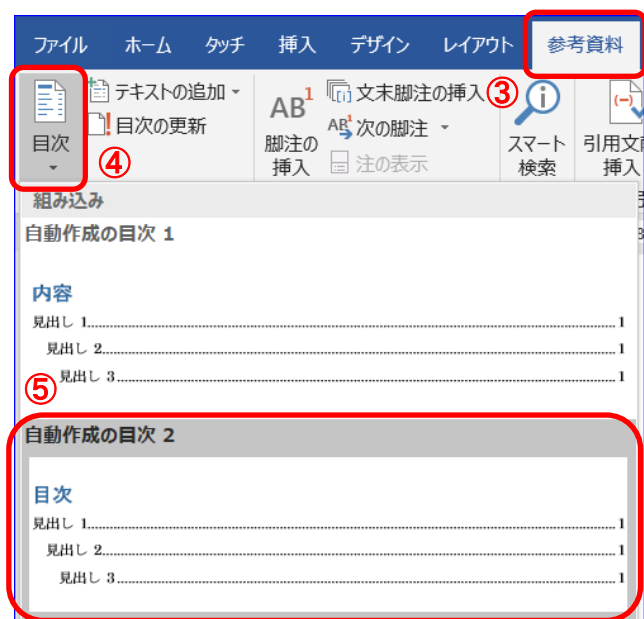 ファイル ホーム タッチ 挿入 デザイン レイアウト 参考資料
テキストの追加
目次の更新
目次
④
AB1
脚注の
挿入
文末脚注の挿入
AB1 次の脚注
注の表示
③
スマート
検索
(-)
引用文
挿入
組み込み
自動作成の目次 1
内容
見出し 1 1
見出し 2 1
見出し 3 1
⑤
自動作成の目次 2
目次
見出し 1 1
見出し 2 1
見出し 3 1